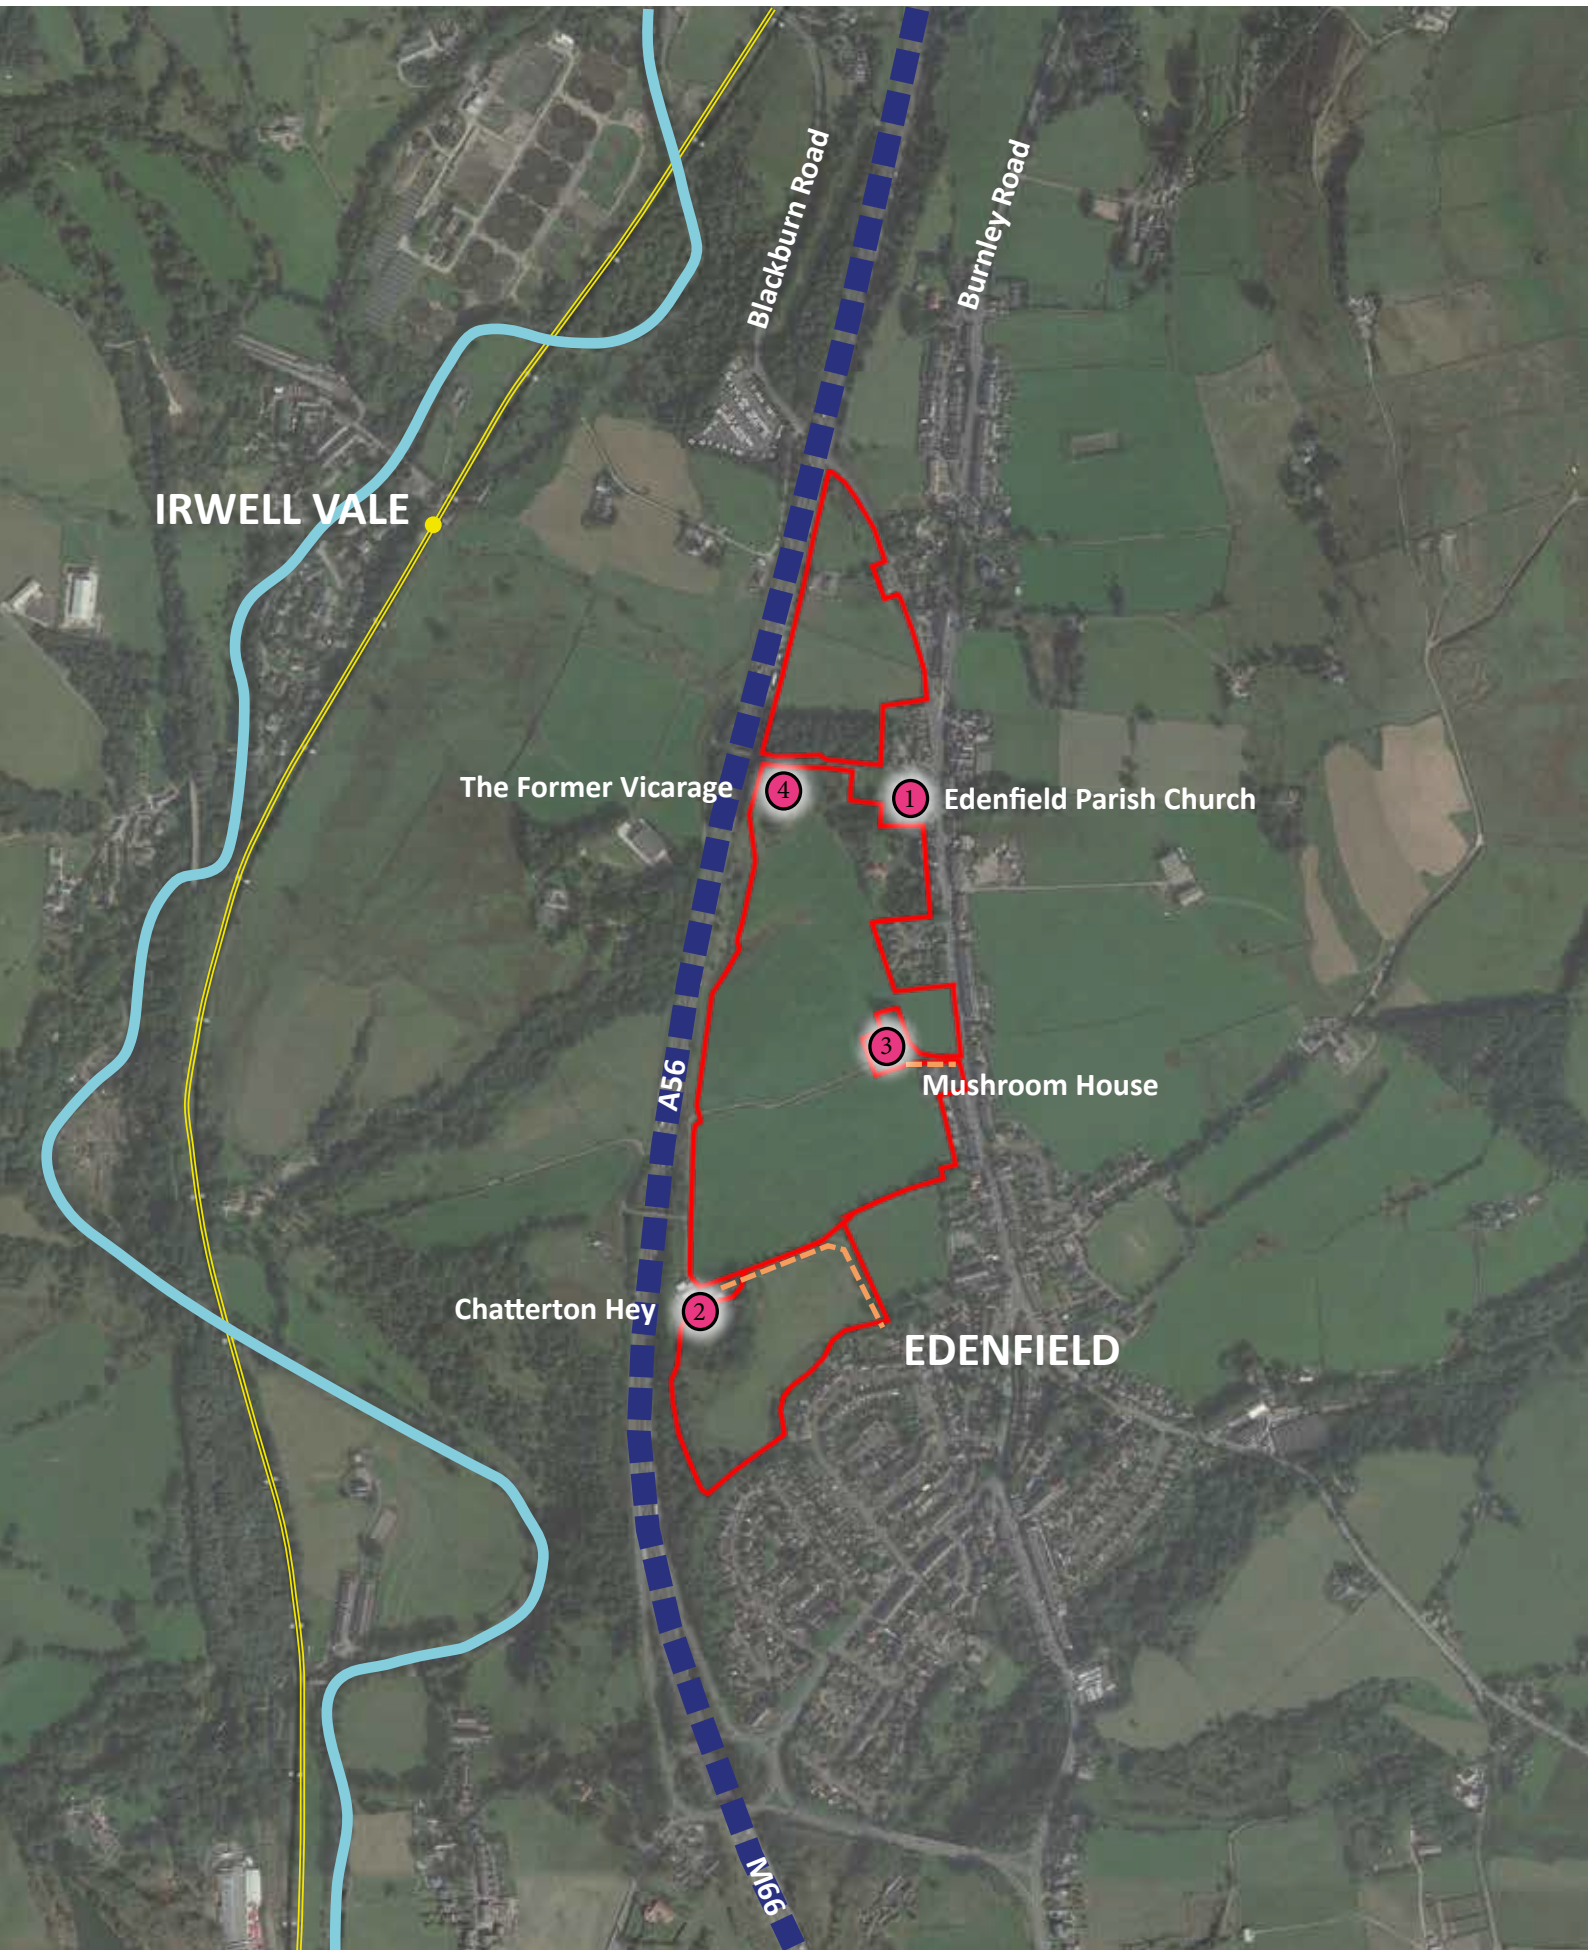 Blackburn Road
Burnley Road
IRWELL VALE
The Former Vicarage
4
1
Edenfield Parish Church
3
Mushroom House
A56
Chatterton Hey
2
EDENFIELD
M66